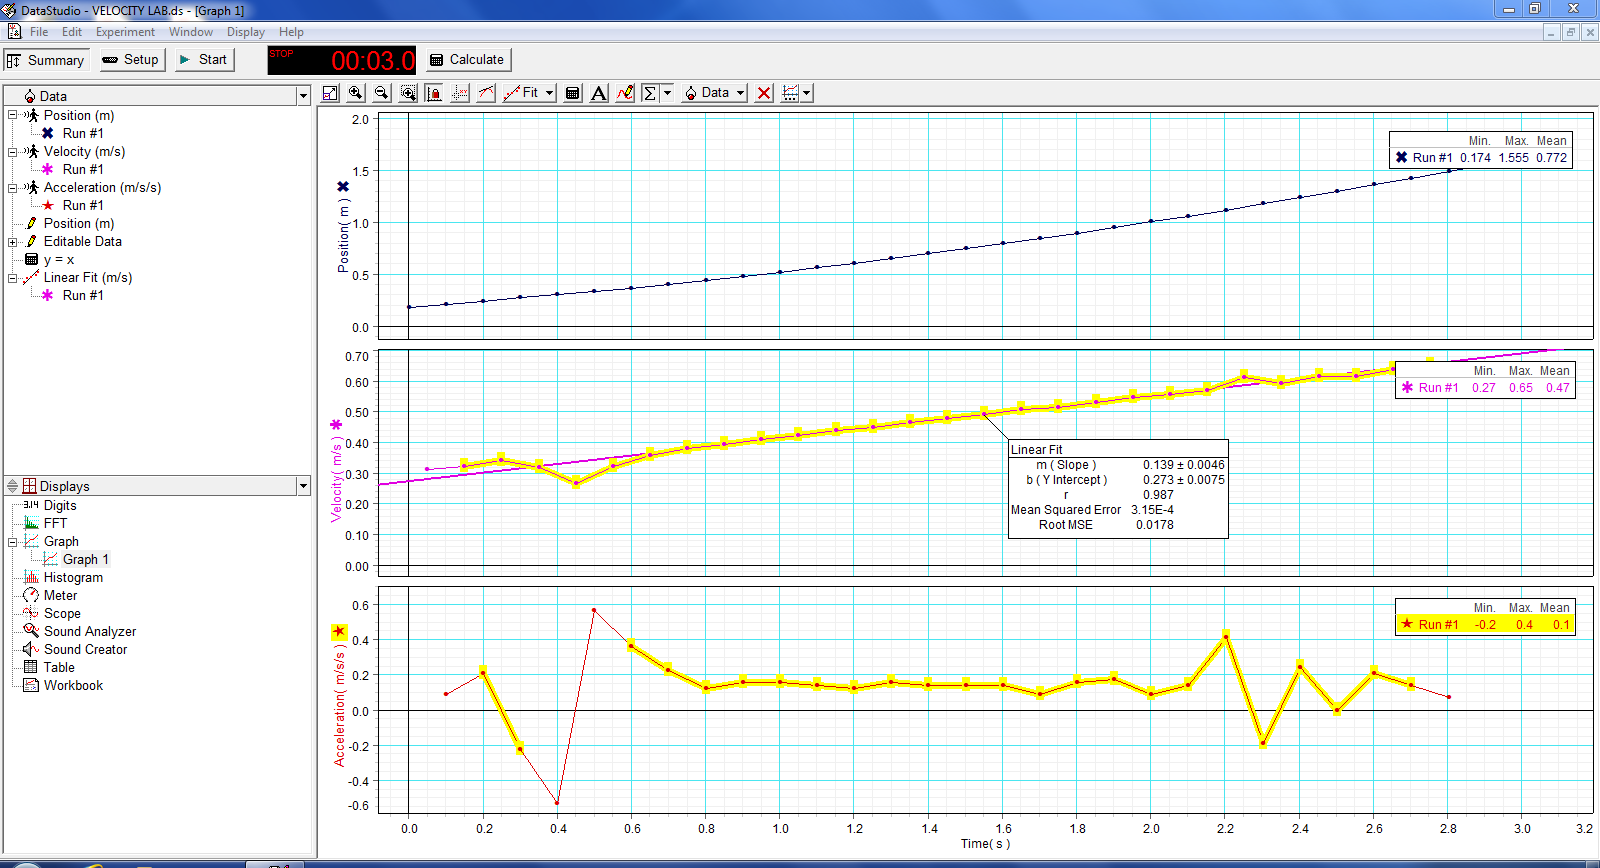 DataStudio - VELOCITY LAB.ds - [Graph 1]
File Edit Experiment Window Display Help
Summary Setup Start STOP 00:03.0 Calculate
Data
Position (m)
Run #1
Velocity (m/s)
Run #1
Acceleration (m/s/s)
Run #1
Position (m)
Editable Data
y = x
Linear Fit (m/s)
Run #1
Displays
3.14 Digits
FFT
Graph
Graph 1
Histogram
Meter
Scope
Sound Analyzer
Sound Creator
Table
Workbook
Fit A Σ Data
Position( m )
2.0
1.5
1.0
0.5
0.0
Min. Max. Mean
Run #1 0.174 1.555 0.772
Velocity( m/s )
0.70
0.60
0.50
0.40
0.30
0.20
0.10
0.00
Min. Max. Mean
Run #1 0.27 0.65 0.47
Linear Fit
m ( Slope ) 0.139 ± 0.0046
b ( Y Intercept ) 0.273 ± 0.0075
r 0.987
Mean Squared Error 3.15E-4
Root MSE 0.0178
Acceleration( m/s/s )
0.6
0.4
0.2
0.0
-0.2
-0.4
-0.6
Min. Max. Mean
Run #1 -0.2 0.4 0.1
0.0 0.2 0.4 0.6 0.8 1.0 1.2 1.4 1.6 1.8 2.0 2.2 2.4 2.6 2.8 3.0 3.2
Time( s )